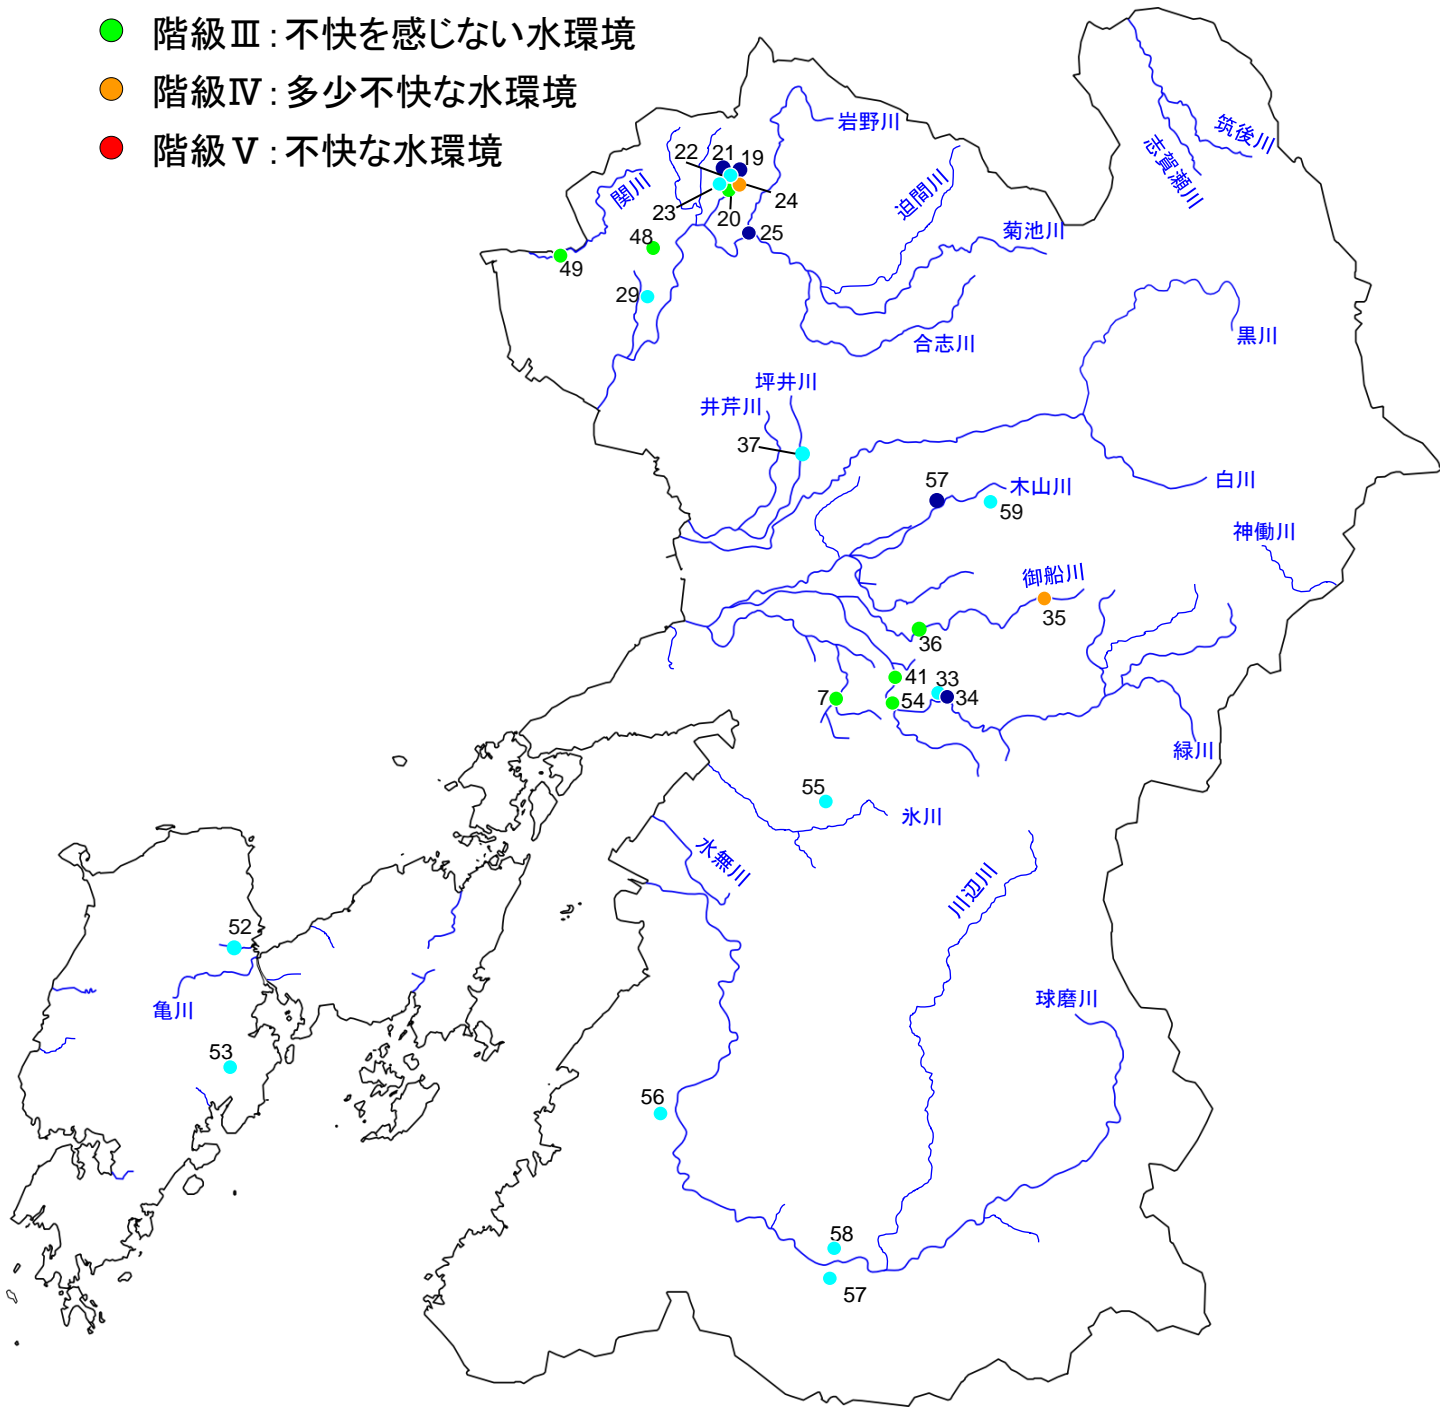 階級Ⅲ：不快を感じない水環境
階級Ⅳ：多少不快な水環境
階級Ⅴ：不快な水環境
岩野川
筑後川
志賀瀬川
22
21
19
関川
迫間川
23
20
24
25
菊池川
48
49
29
合志川
黒川
坪井川
井芹川
37
57
木山川
59
白川
神働川
御船川
35
36
41
33
34
7
54
緑川
55
氷川
水無川
川辺川
52
亀川
球磨川
53
56
58
57